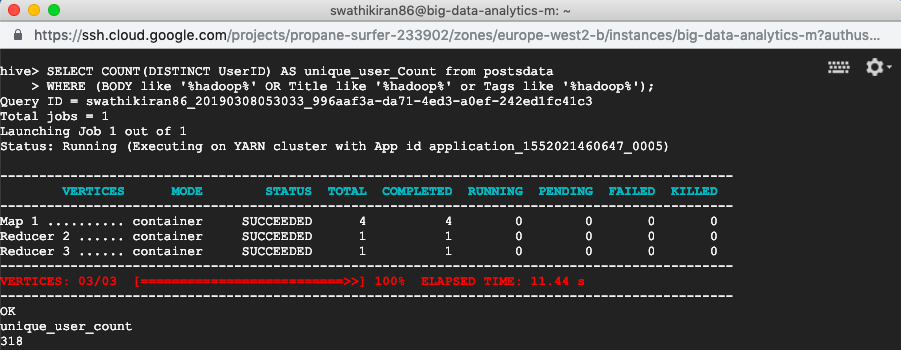 swathikiran86@big-data-analytics-m: ~
https://ssh.cloud.google.com/projects/propane-surfer-233902/zones/europe-west2-b/instances/big-data-analytics-m?authus...
hive> SELECT COUNT(DISTINCT UserID) AS unique_user_Count from postsdata
    > WHERE (BODY like '%hadoop%' OR Title like '%hadoop%' or Tags like '%hadoop%');
Query ID = swathikiran86_20190308053033_996aaf3a-da71-4ed3-a0ef-242ed1fc41c3
Total jobs = 1
Launching Job 1 out of 1
Status: Running (Executing on YARN cluster with App id application_1552021460647_0005)
----------------------------------------------------------------------------------------------
VERTICES MODE STATUS TOTAL COMPLETED RUNNING PENDING FAILED KILLED
----------------------------------------------------------------------------------------------
Map 1 .......... container SUCCEEDED 4 4 0 0 0 0
Reducer 2 ...... container SUCCEEDED 1 1 0 0 0 0
Reducer 3 ...... container SUCCEEDED 1 1 0 0 0 0
----------------------------------------------------------------------------------------------
VERTICES: 03/03 [==========================>>] 100% ELAPSED TIME: 11.44 s
----------------------------------------------------------------------------------------------
OK
unique_user_count
318